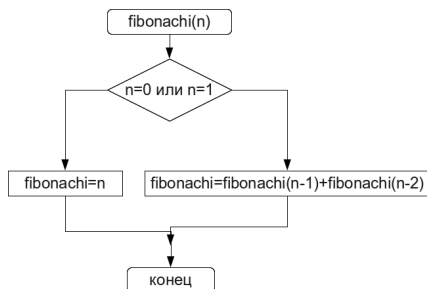 fibonachi(n)
n=0 или n=1
fibonachi=n
fibonachi=fibonachi(n-1)+fibonachi(n-2)
конец